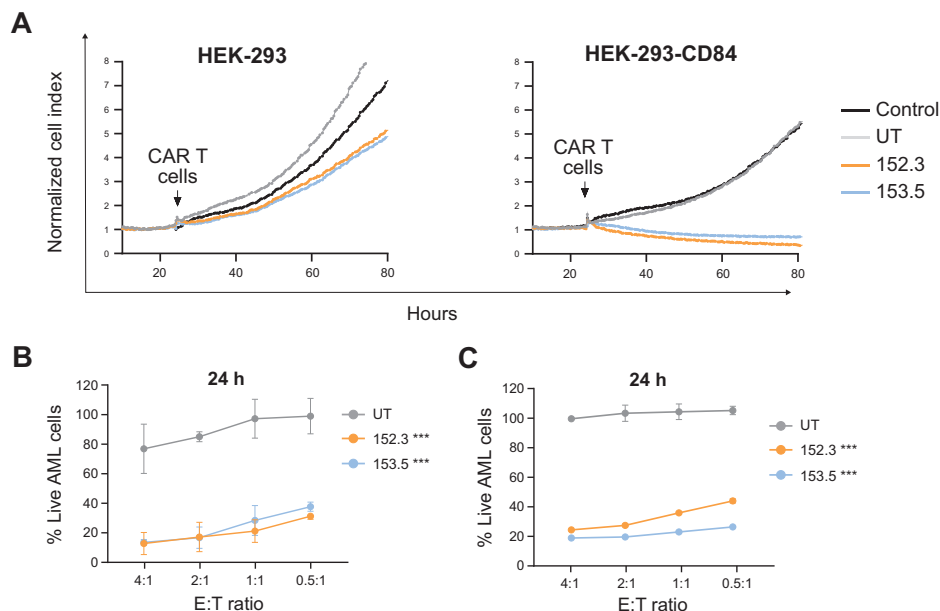 A
HEK-293
HEK-293-CD84
Normalized cell index
8
7
6
5
4
3
2
1
0
CAR T
cells
20
40
60
80
8
7
6
5
4
3
2
1
0
CAR T
cells
20
40
60
80
Control
UT
152.3
153.5
Hours
B
24 h
% Live AML cells
120
100
80
60
40
20
0
4:1
2:1
1:1
0.5:1
E:T ratio
UT
152.3 ***
153.5 ***
C
24 h
% Live AML cells
120
100
80
60
40
20
0
4:1
2:1
1:1
0.5:1
E:T ratio
UT
152.3 ***
153.5 ***